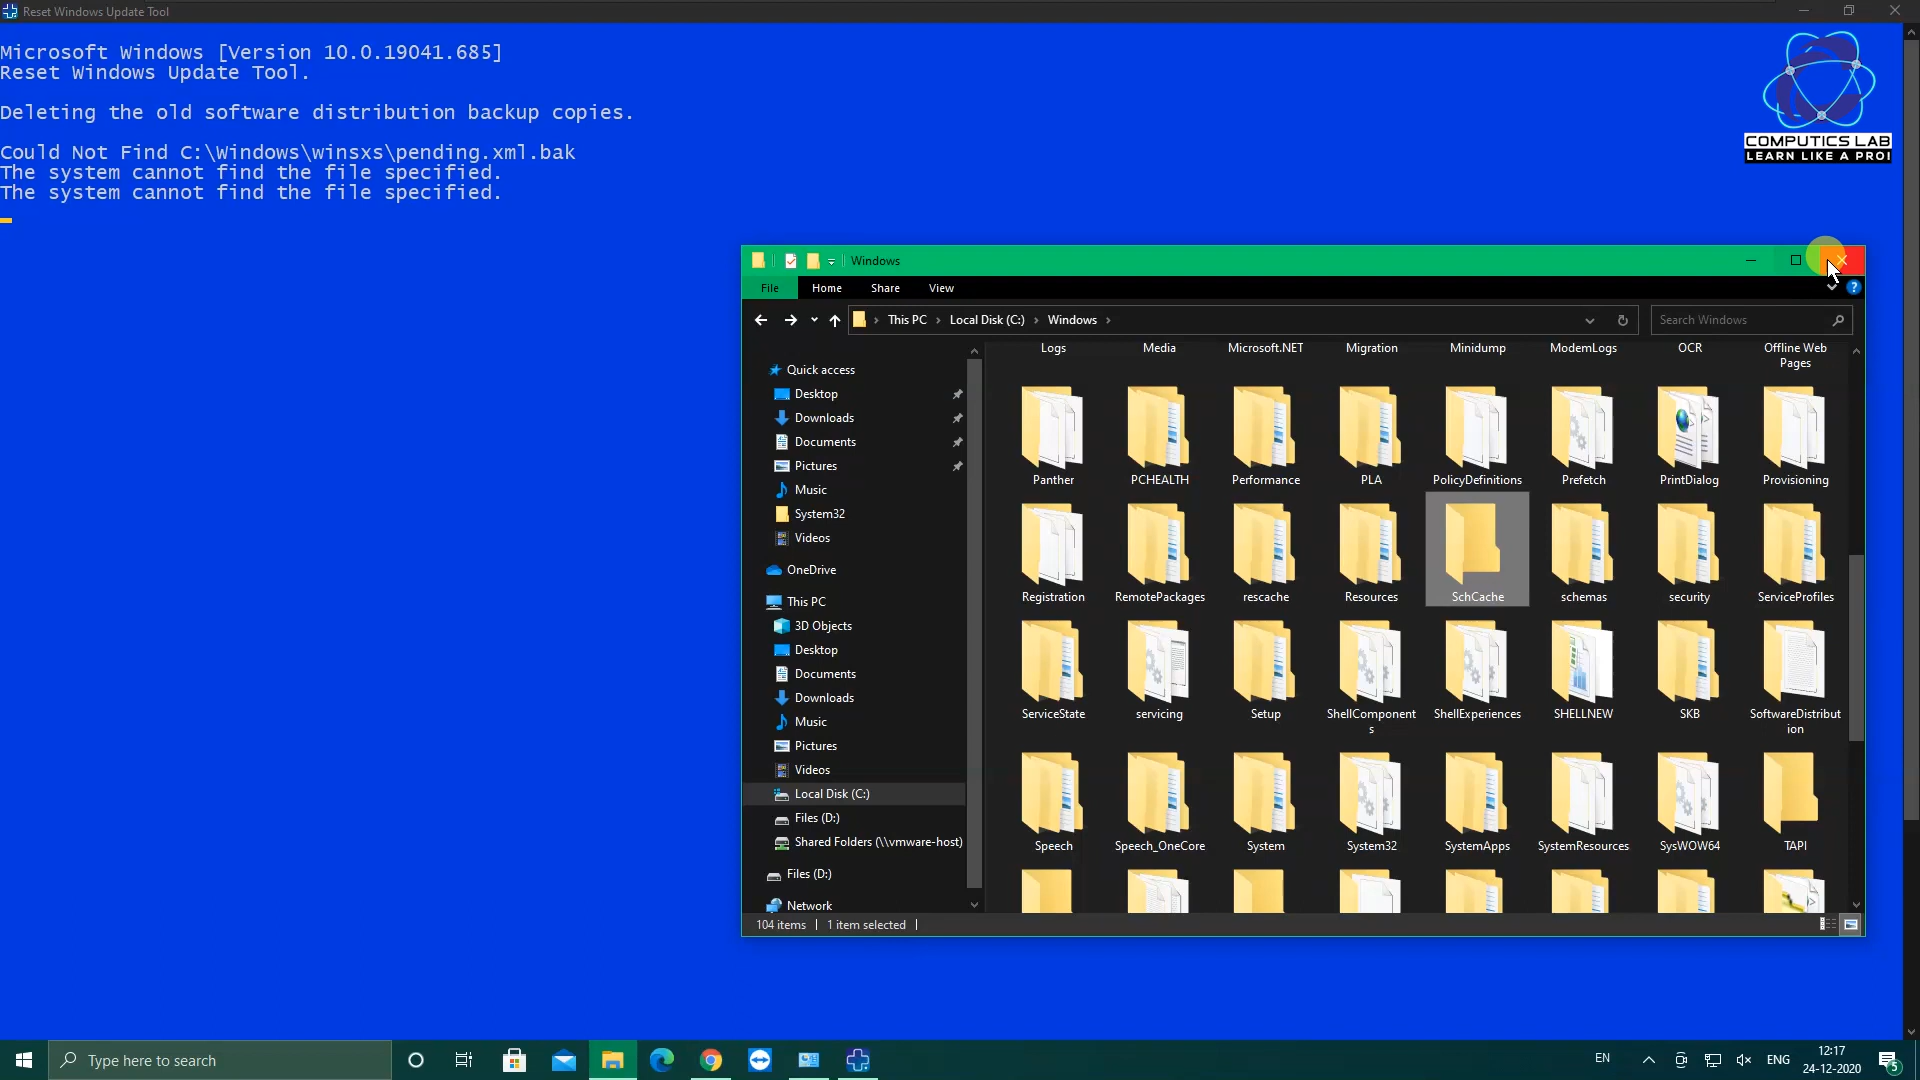 Reset Windows Update Tool
Microsoft Windows [Version 10.0.19041.685]
Reset Windows Update Tool.
Deleting the old software distribution backup copies.
Could Not Find C:\Windows\winsxs\pending.xml.bak
The system cannot find the file specified.
The system cannot find the file specified.
COMPUTICS LAB
LEARN LIKE A PRO!
Windows
File Home Share View
This PC Local Disk (C:) Windows
Search Windows
Quick access
Desktop
Downloads
Documents
Pictures
Music
System32
Videos
OneDrive
This PC
3D Objects
Desktop
Documents
Downloads
Music
Pictures
Videos
Local Disk (C:)
Files (D:)
Shared Folders (\\vmware-host)
Files (D:)
Network
Logs Media Microsoft.NET Migration Minidump ModemLogs OCR Offline Web
Pages
Panther PCHEALTH Performance PLA PolicyDefinitions Prefetch PrintDialog Provisioning
Registration RemotePackages rescache Resources SchCache schemas security ServiceProfiles
ServiceState servicing Setup ShellComponent ShellExperiences SHELLNEW SKB SoftwareDistribut
s ion
Speech Speech_OneCore System System32 SystemApps SystemResources SysWOW64 TAPI
104 items 1 item selected
Type here to search
EN
ENG
12:17
24-12-2020
5